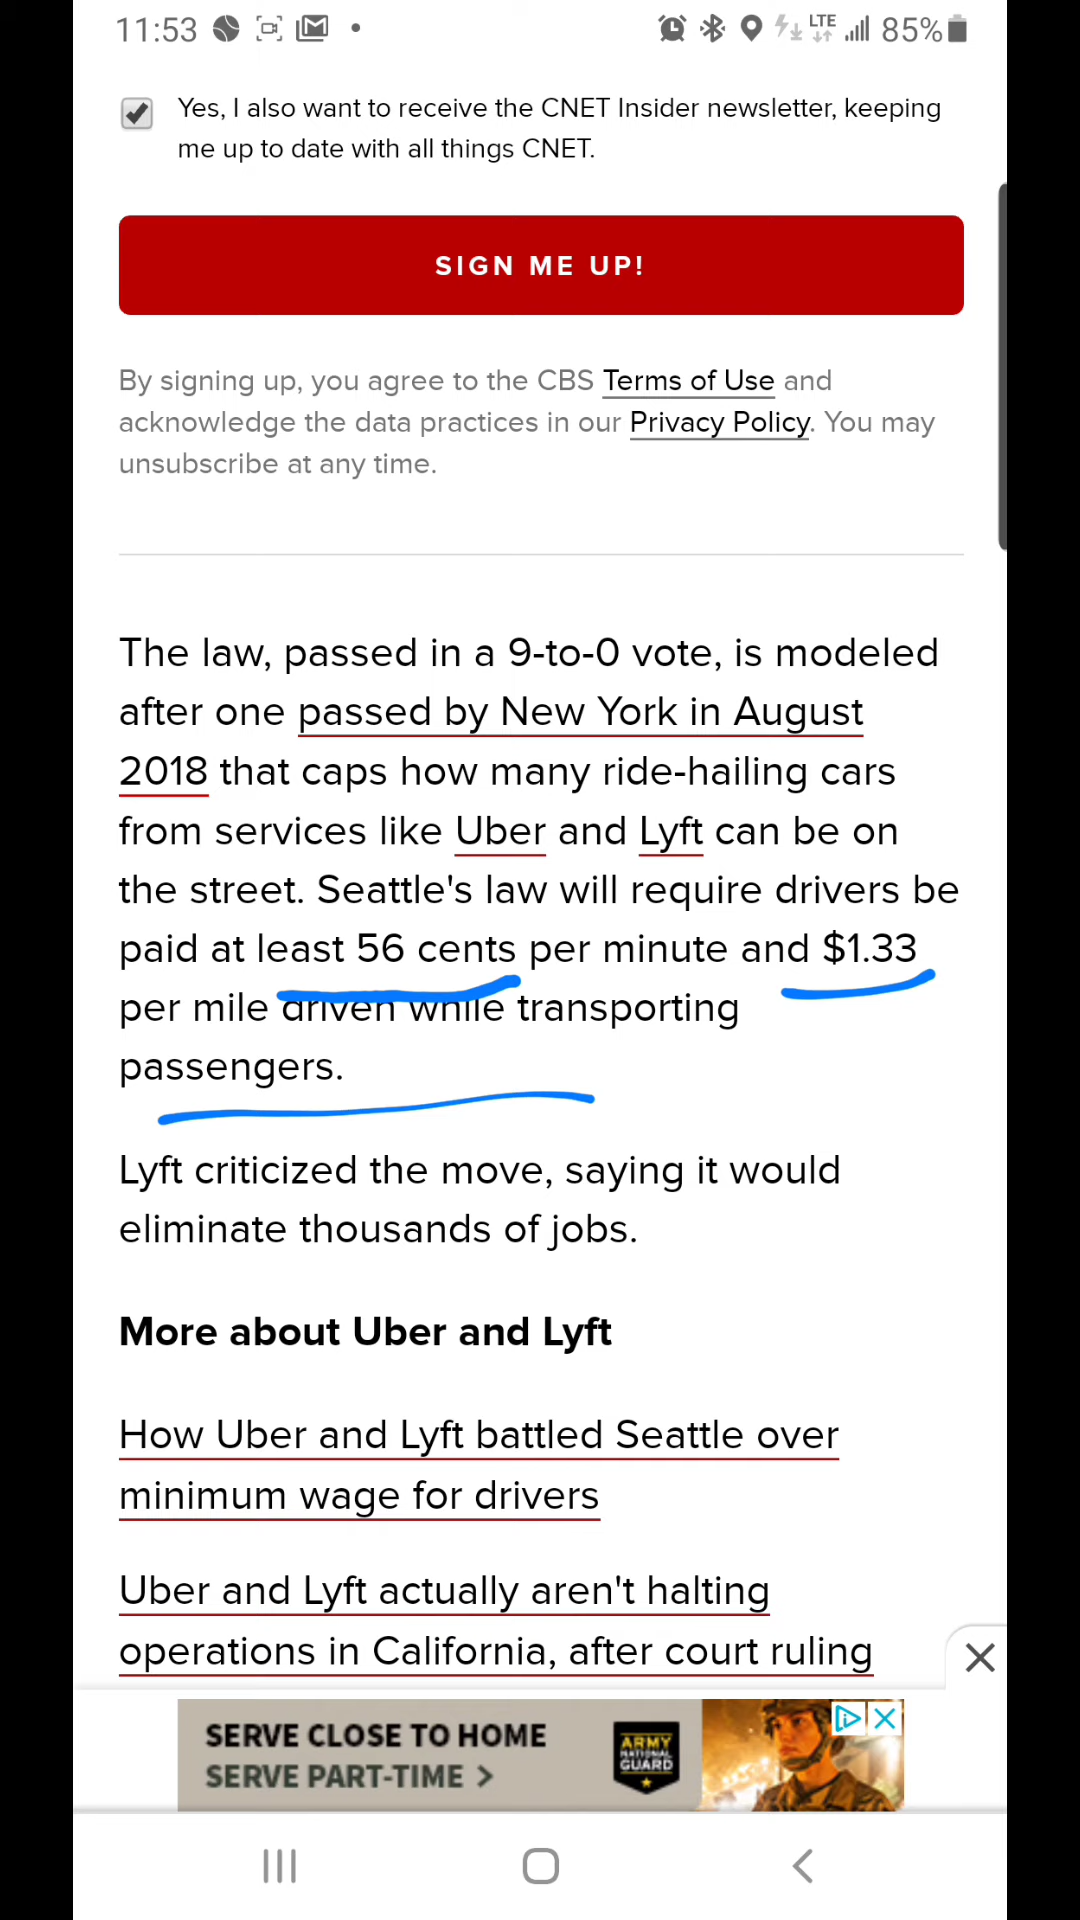 11:53
LTE
85%
Yes, I also want to receive the CNET Insider newsletter, keeping
me up to date with all things CNET.
SIGN ME UP!
By signing up, you agree to the CBS Terms of Use and
acknowledge the data practices in our Privacy Policy. You may
unsubscribe at any time.
The law, passed in a 9-to-0 vote, is modeled
after one passed by New York in August
2018 that caps how many ride-hailing cars
from services like Uber and Lyft can be on
the street. Seattle's law will require drivers be
paid at least 56 cents per minute and $1.33
per mile driven while transporting
passengers.
Lyft criticized the move, saying it would
eliminate thousands of jobs.
More about Uber and Lyft
How Uber and Lyft battled Seattle over
minimum wage for drivers
Uber and Lyft actually aren't halting
operations in California, after court ruling
SERVE CLOSE TO HOME
SERVE PART-TIME >
ARMY
NATIONAL
GUARD